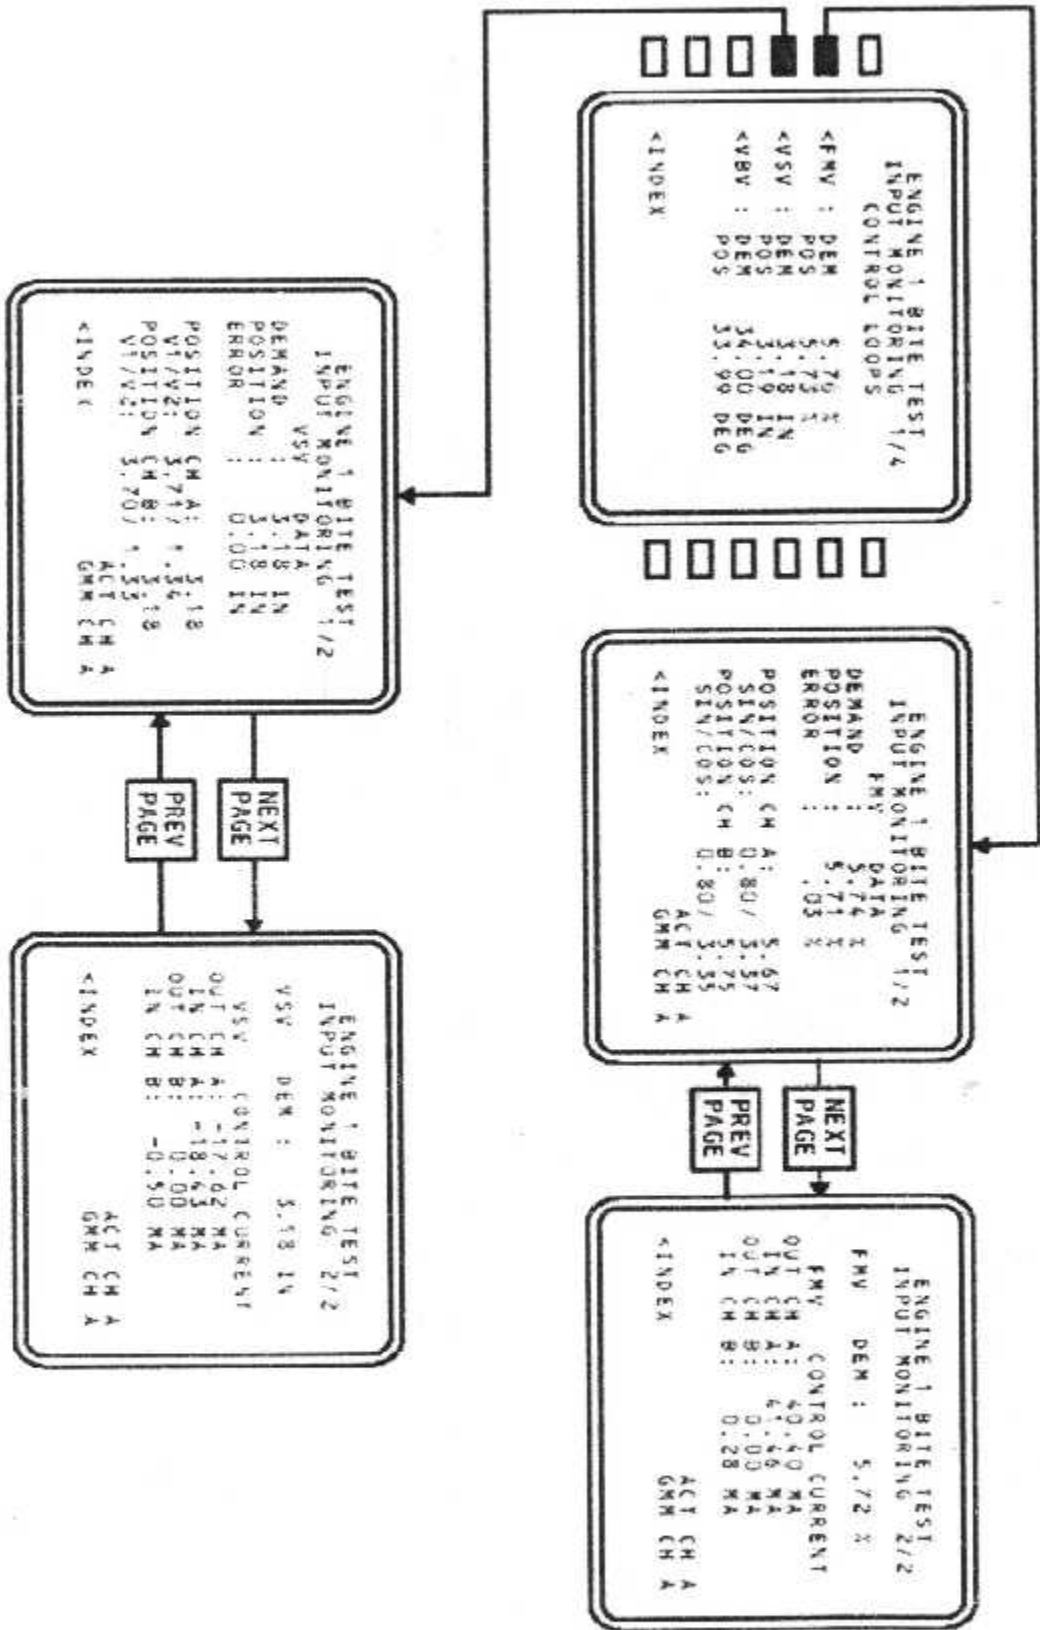 ENGINE 1 BITE TEST
INPUT MONITORING 1/4
CONTROL LOOPS
<FMV : DEM 5.76 %
POS 5.73 %
<VSV : DEM 3.18 IN
POS 3.19 IN
<VBV : DEM 34.00 DEG
POS 33.99 DEG
<INDEX
ENGINE 1 BITE TEST
INPUT MONITORING 1/2
FMV DATA
DEMAND : 5.74 %
POSITION : 5.71 %
ERROR : .03 %
POSITION CH A: 5.67
SIN/COS: 0.80/ 3.37
POSITION CH B: 5.75
SIN/COS: 0.80/ 3.35
ACT CH A
<INDEX GMM CH A
NEXT PAGE
PREV PAGE
ENGINE 1 BITE TEST
INPUT MONITORING 2/2
FMV DEM : 5.72 %
FMV CONTROL CURRENT
OUT CH A: 40.40 MA
IN CH A: 41.46 MA
OUT CH B: 0.00 MA
IN CH B: 0.28 MA
ACT CH A
<INDEX GMM CH A
ENGINE 1 BITE TEST
INPUT MONITORING 1/2
VSV DATA
DEMAND : 3.18 IN
POSITION : 3.18 IN
ERROR : 0.00 IN
POSITION CH A: 3.18
V1/V2: 3.71/ 1.34
POSITION CH B: 3.18
V1/V2: 3.70/ 1.33
ACT CH A
<INDEX GMM CH A
NEXT PAGE
PREV PAGE
ENGINE 1 BITE TEST
INPUT MONITORING 2/2
VSV DEM : 3.18 IN
VSV CONTROL CURRENT
OUT CH A: -17.62 MA
IN CH A: -18.43 MA
OUT CH B: 0.00 MA
IN CH B: -0.50 MA
ACT CH A
<INDEX GMM CH A